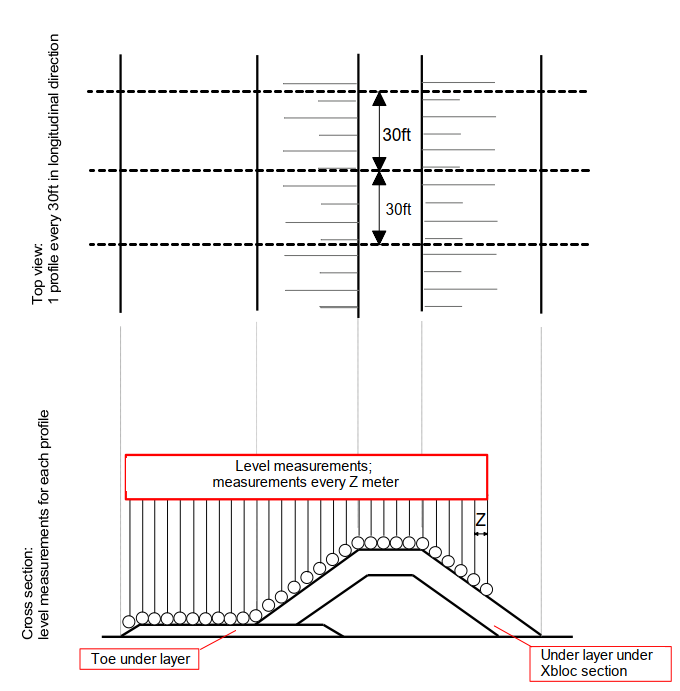 Top view:
1 profile every 30ft in longitudinal direction
30ft
30ft
Cross section:
level measurements for each profile
Level measurements;
measurements every Z meter
Z
Toe under layer
Under layer under
Xbloc section